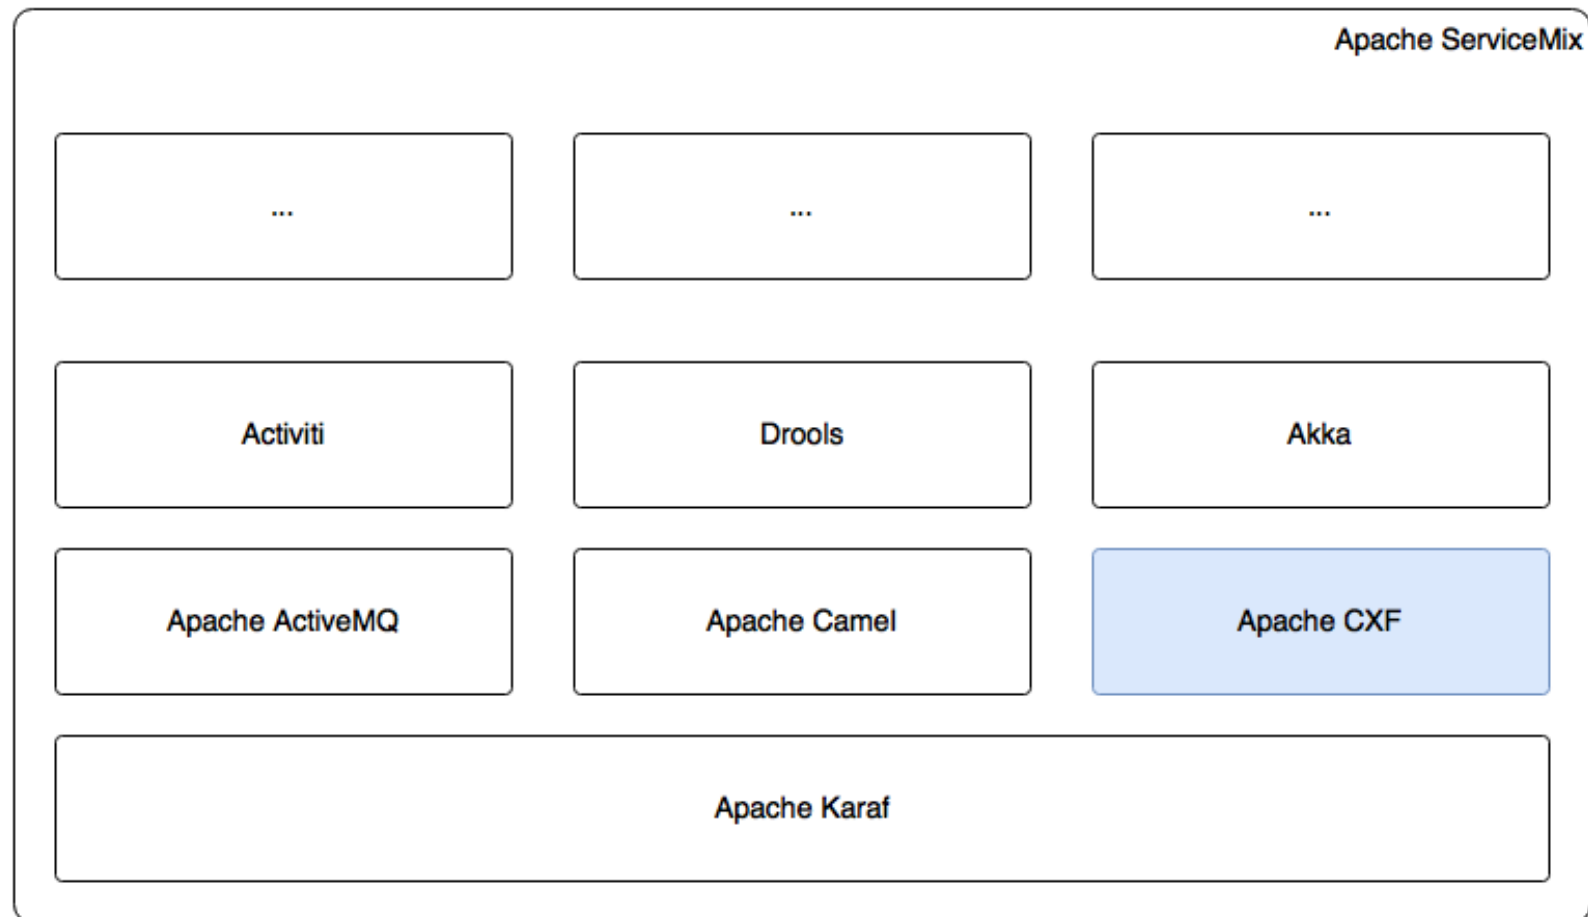 Apache ServiceMix
... ... ...
Activiti Drools Akka
Apache ActiveMQ Apache Camel Apache CXF
Apache Karaf